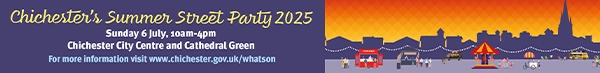 Chichester's Summer Street Party 2025
Sunday 6 July, 10am-4pm
Chichester City Centre and Cathedral Green
For more information visit www.chichester.gov.uk/whatson